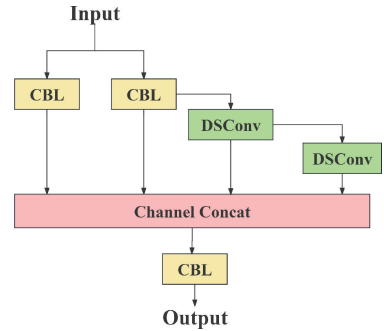 Input
CBL
CBL
DSConv
DSConv
Channel Concat
CBL
Output